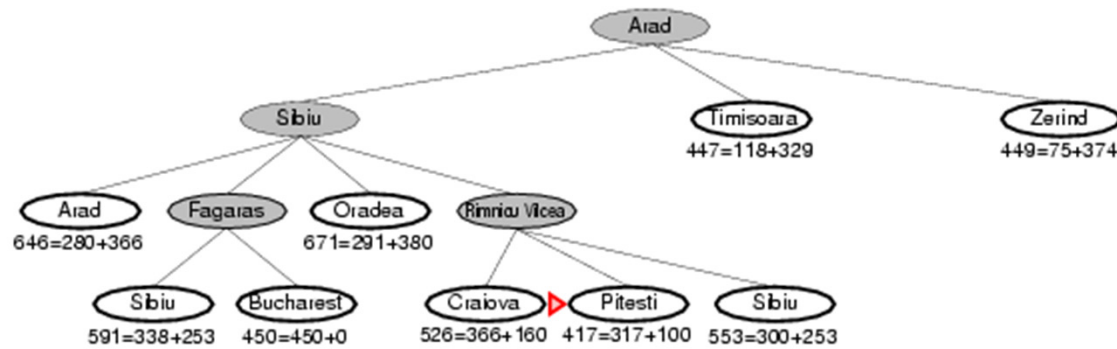 Arad
Sibiu
Timisoara
Zerind
447=118+329
449=75+374
Arad
Fagaras
Oradea
Rimnicu Vilcea
646=280+366
671=291+380
Sibiu
Bucharest
Craiova
Pitesti
Sibiu
591=338+253
450=450+0
526=366+160
417=317+100
553=300+253